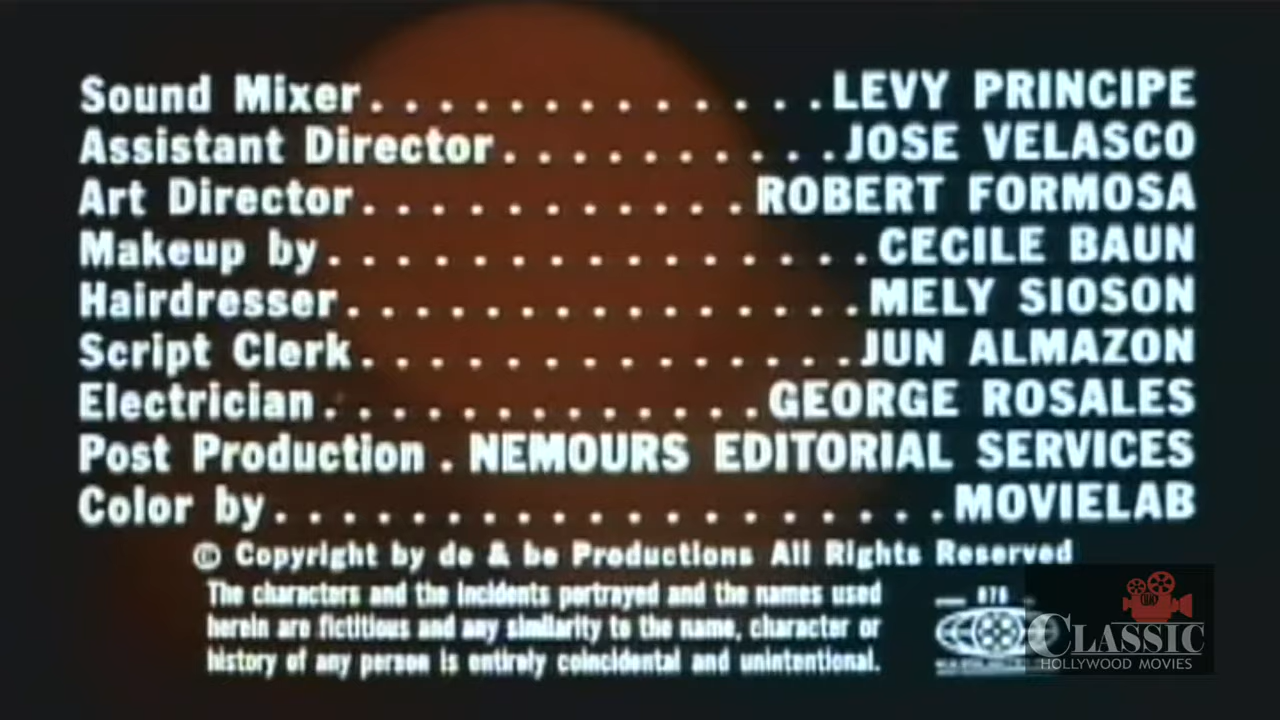 Sound Mixer . . . . . . . . . . . . . . . . LEVY PRINCIPE
Assistant Director . . . . . . . . . . . . JOSE VELASCO
Art Director . . . . . . . . . . . . ROBERT FORMOSA
Makeup by . . . . . . . . . . . . . . . . CECILE BAUN
Hairdresser . . . . . . . . . . . . . . . MELY SIOSON
Script Clerk . . . . . . . . . . . . . . . JUN ALMAZON
Electrician . . . . . . . . . . . . . GEORGE ROSALES
Post Production . NEMOURS EDITORIAL SERVICES
Color by . . . . . . . . . . . . . . . . . . . . MOVIELAB
© Copyright by de & be Productions All Rights Reserved
The characters and the incidents portrayed and the names used
herein are fictitious and any similarity to the name, character or
history of any person is entirely coincidental and unintentional.
CLASSIC
HOLLYWOOD MOVIES